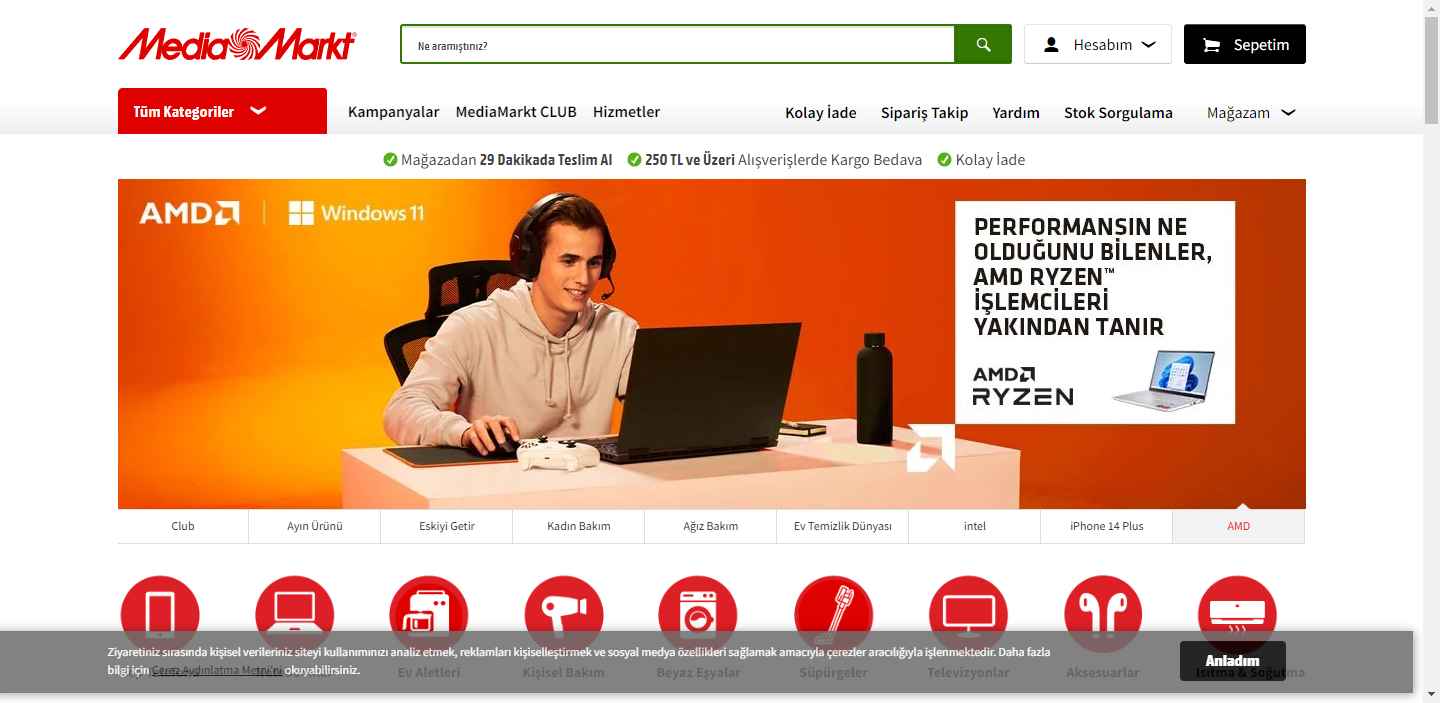 MediaMarkt
Ne aramıştınız?
Hesabım
Sepetim
Tüm Kategoriler
Kampanyalar
MediaMarkt CLUB
Hizmetler
Kolay İade
Sipariş Takip
Yardım
Stok Sorgulama
Mağazam
Mağazadan 29 Dakikada Teslim Al
250 TL ve Üzeri Alışverişlerde Kargo Bedava
Kolay İade
AMD
Windows 11
PERFORMANSIN NE
OLDUĞUNU BİLENLER,
AMD RYZEN™
İŞLEMCİLERİ
YAKINDAN TANIR
AMD
RYZEN
Club
Ayın Ürünü
Eskiyi Getir
Kadın Bakım
Ağız Bakım
Ev Temizlik Dünyası
intel
iPhone 14 Plus
AMD
Ziyaretiniz sırasında kişisel verileriniz siteyi kullanımınızı analiz etmek, reklamları kişiselleştirmek ve sosyal medya özellikleri sağlamak amacıyla çerezler aracılığıyla işlenmektedir. Daha fazla
bilgi için Çerez Aydınlatma Metni'ni okuyabilirsiniz.
Anladım
Ev Aletleri
Kişisel Bakım
Beyaz Eşyalar
Süpürgeler
Televizyonlar
Aksesuarlar
Isıtma & Soğutma